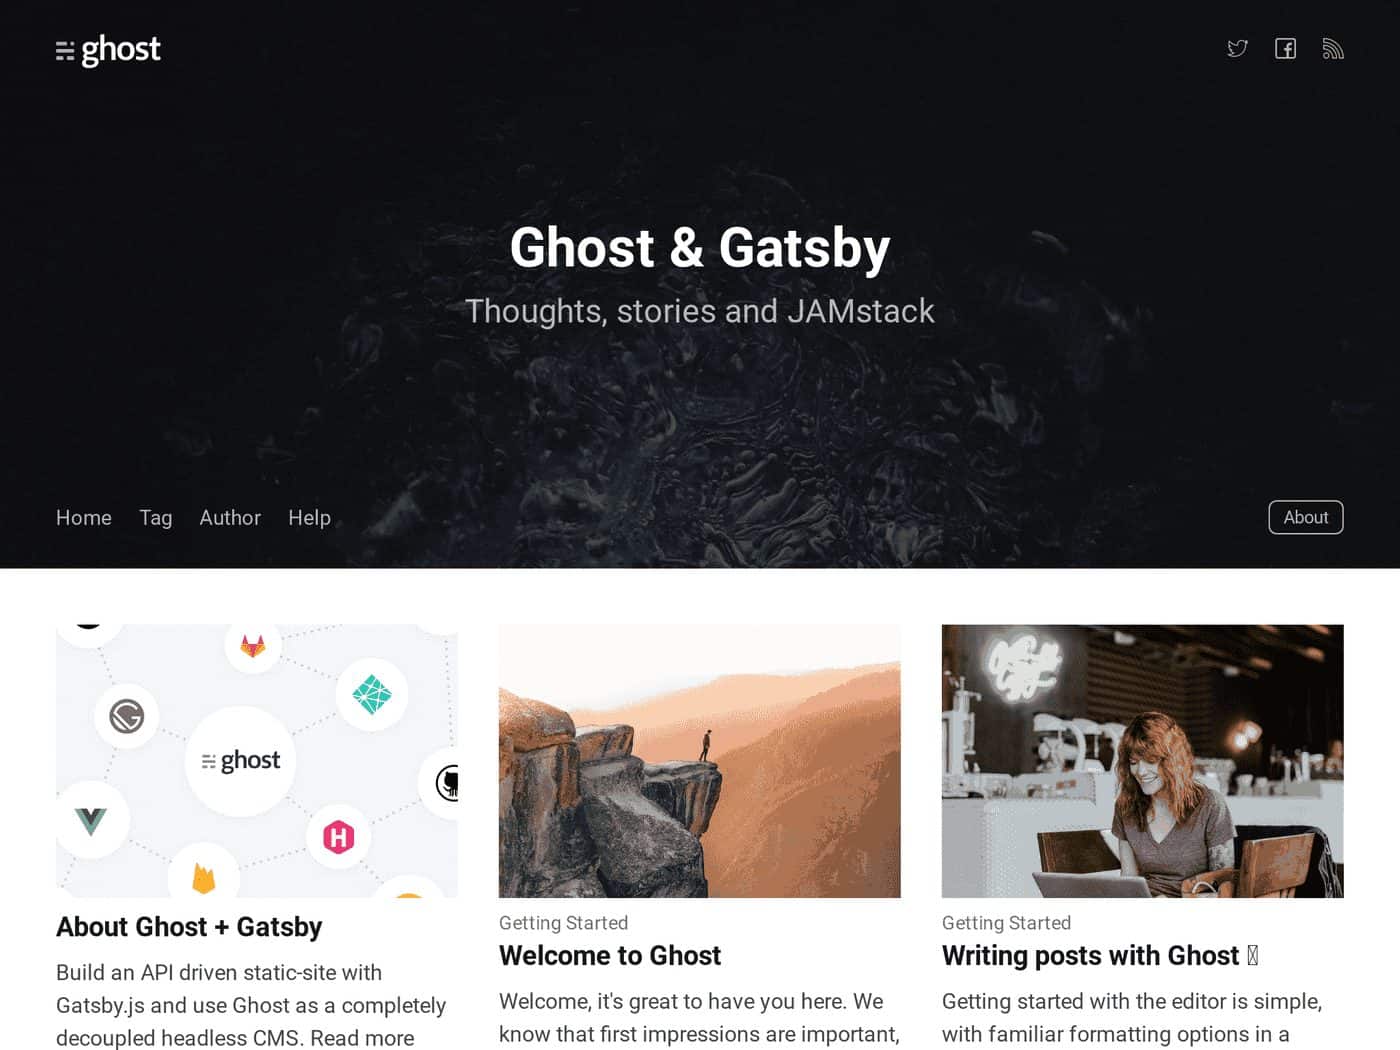 ghost
Ghost & Gatsby
Thoughts, stories and JAMstack
Home Tag Author Help
About
ghost
About Ghost + Gatsby
Build an API driven static-site with
Gatsby.js and use Ghost as a completely
decoupled headless CMS. Read more
Getting Started
Welcome to Ghost
Welcome, it's great to have you here. We
know that first impressions are important,
Getting Started
Writing posts with Ghost
Getting started with the editor is simple,
with familiar formatting options in a